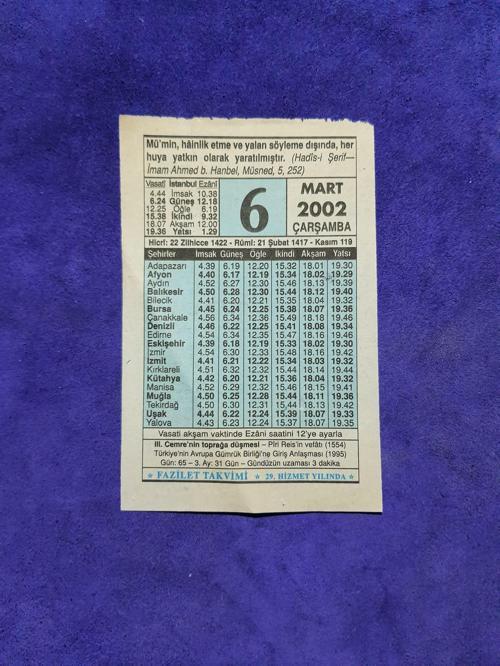 Mü'min, hâinlik etme ve yalan söyleme dışında, her
huya yatkın olarak yaratılmıştır. (Hadîs-i Şerif—
İmam Ahmed b. Hanbel, Müsned, 5, 252)
Vasati İstanbul Ezânî
4.44 İmsak 10.38
6.24 Güneş 12.18
12.25 Öğle 6.19
15.38 İkindi 9.32
18.07 Akşam 12.00
19.36 Yatsı 1.29
6
MART
2002
ÇARŞAMBA
Hicrî: 22 Zilhicce 1422 - Rûmî: 21 Şubat 1417 - Kasım 119
Şehirler İmsak Güneş Öğle İkindi Akşam Yatsı
Adapazarı 4.39 6.19 12.20 15.32 18.01 19.30
Afyon 4.40 6.17 12.19 15.34 18.02 19.29
Aydın 4.52 6.27 12.30 15.46 18.13 19.39
Balıkesir 4.50 6.28 12.30 15.44 18.12 19.40
Bilecik 4.41 6.20 12.21 15.35 18.04 19.32
Bursa 4.45 6.24 12.25 15.38 18.07 19.36
Çanakkale 4.56 6.34 12.36 15.49 18.18 19.46
Denizli 4.46 6.22 12.25 15.41 18.08 19.34
Edirne 4.54 6.34 12.35 15.46 18.16 19.46
Eskişehir 4.39 6.18 12.19 15.33 18.02 19.30
İzmir 4.54 6.30 12.33 15.48 18.16 19.42
İzmit 4.41 6.21 12.22 15.34 18.03 19.32
Kırklareli 4.51 6.32 12.32 15.44 18.14 19.44
Kütahya 4.42 6.20 12.21 15.36 18.04 19.32
Manisa 4.52 6.29 12.32 15.46 18.15 19.41
Muğla 4.50 6.25 12.28 15.44 18.11 19.36
Tekirdağ 4.50 6.30 12.31 15.43 18.13 19.42
Uşak 4.44 6.22 12.24 15.39 18.07 19.33
Yalova 4.43 6.23 12.24 15.37 18.07 19.35
Vasati akşam vaktinde Ezâni saatini 12'ye ayarla
III. Cemre'nin toprağa düşmesi – Pîrî Reis'in vefatı (1554)
Türkiye'nin Avrupa Gümrük Birliği'ne Giriş Anlaşması (1995)
Gün: 65 – 3. Ay: 31 Gün – Gündüzün uzaması 3 dakika
★ FAZİLET TAKVİMİ ★ 29. HİZMET YILINDA ★